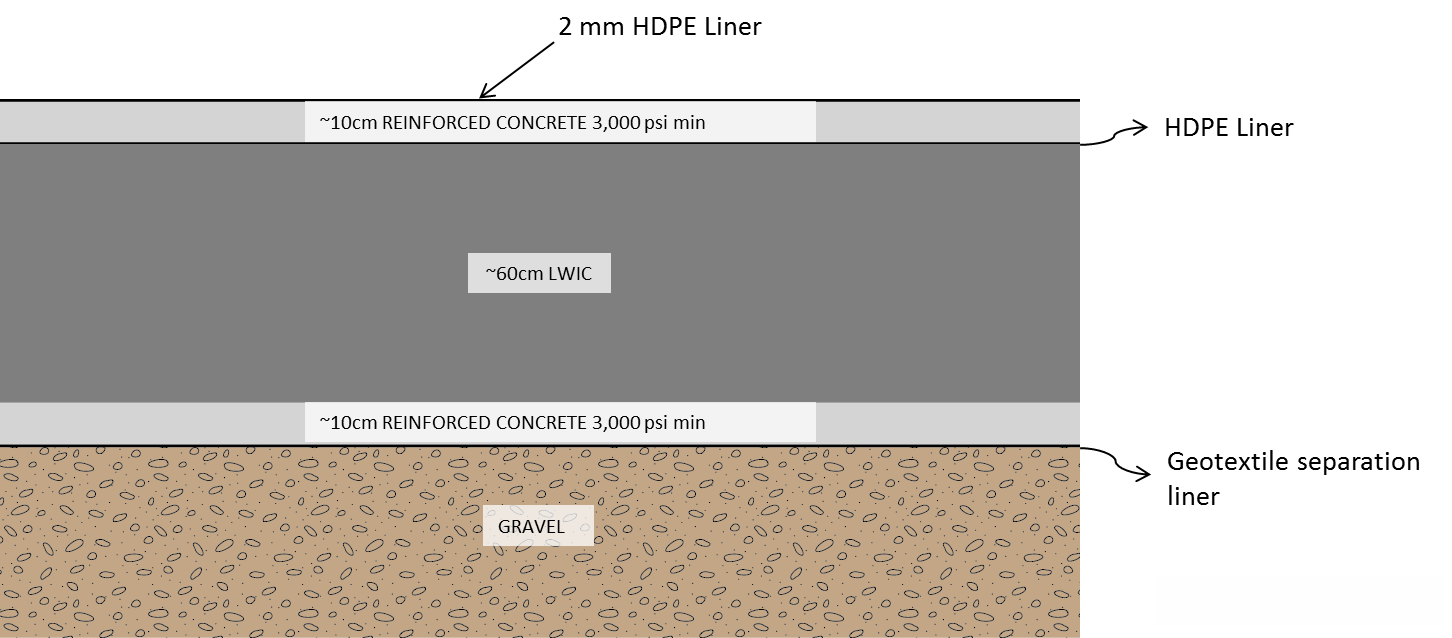 2 mm HDPE Liner
~10cm REINFORCED CONCRETE 3,000 psi min
HDPE Liner
~60cm LWIC
~10cm REINFORCED CONCRETE 3,000 psi min
Geotextile separation
liner
GRAVEL